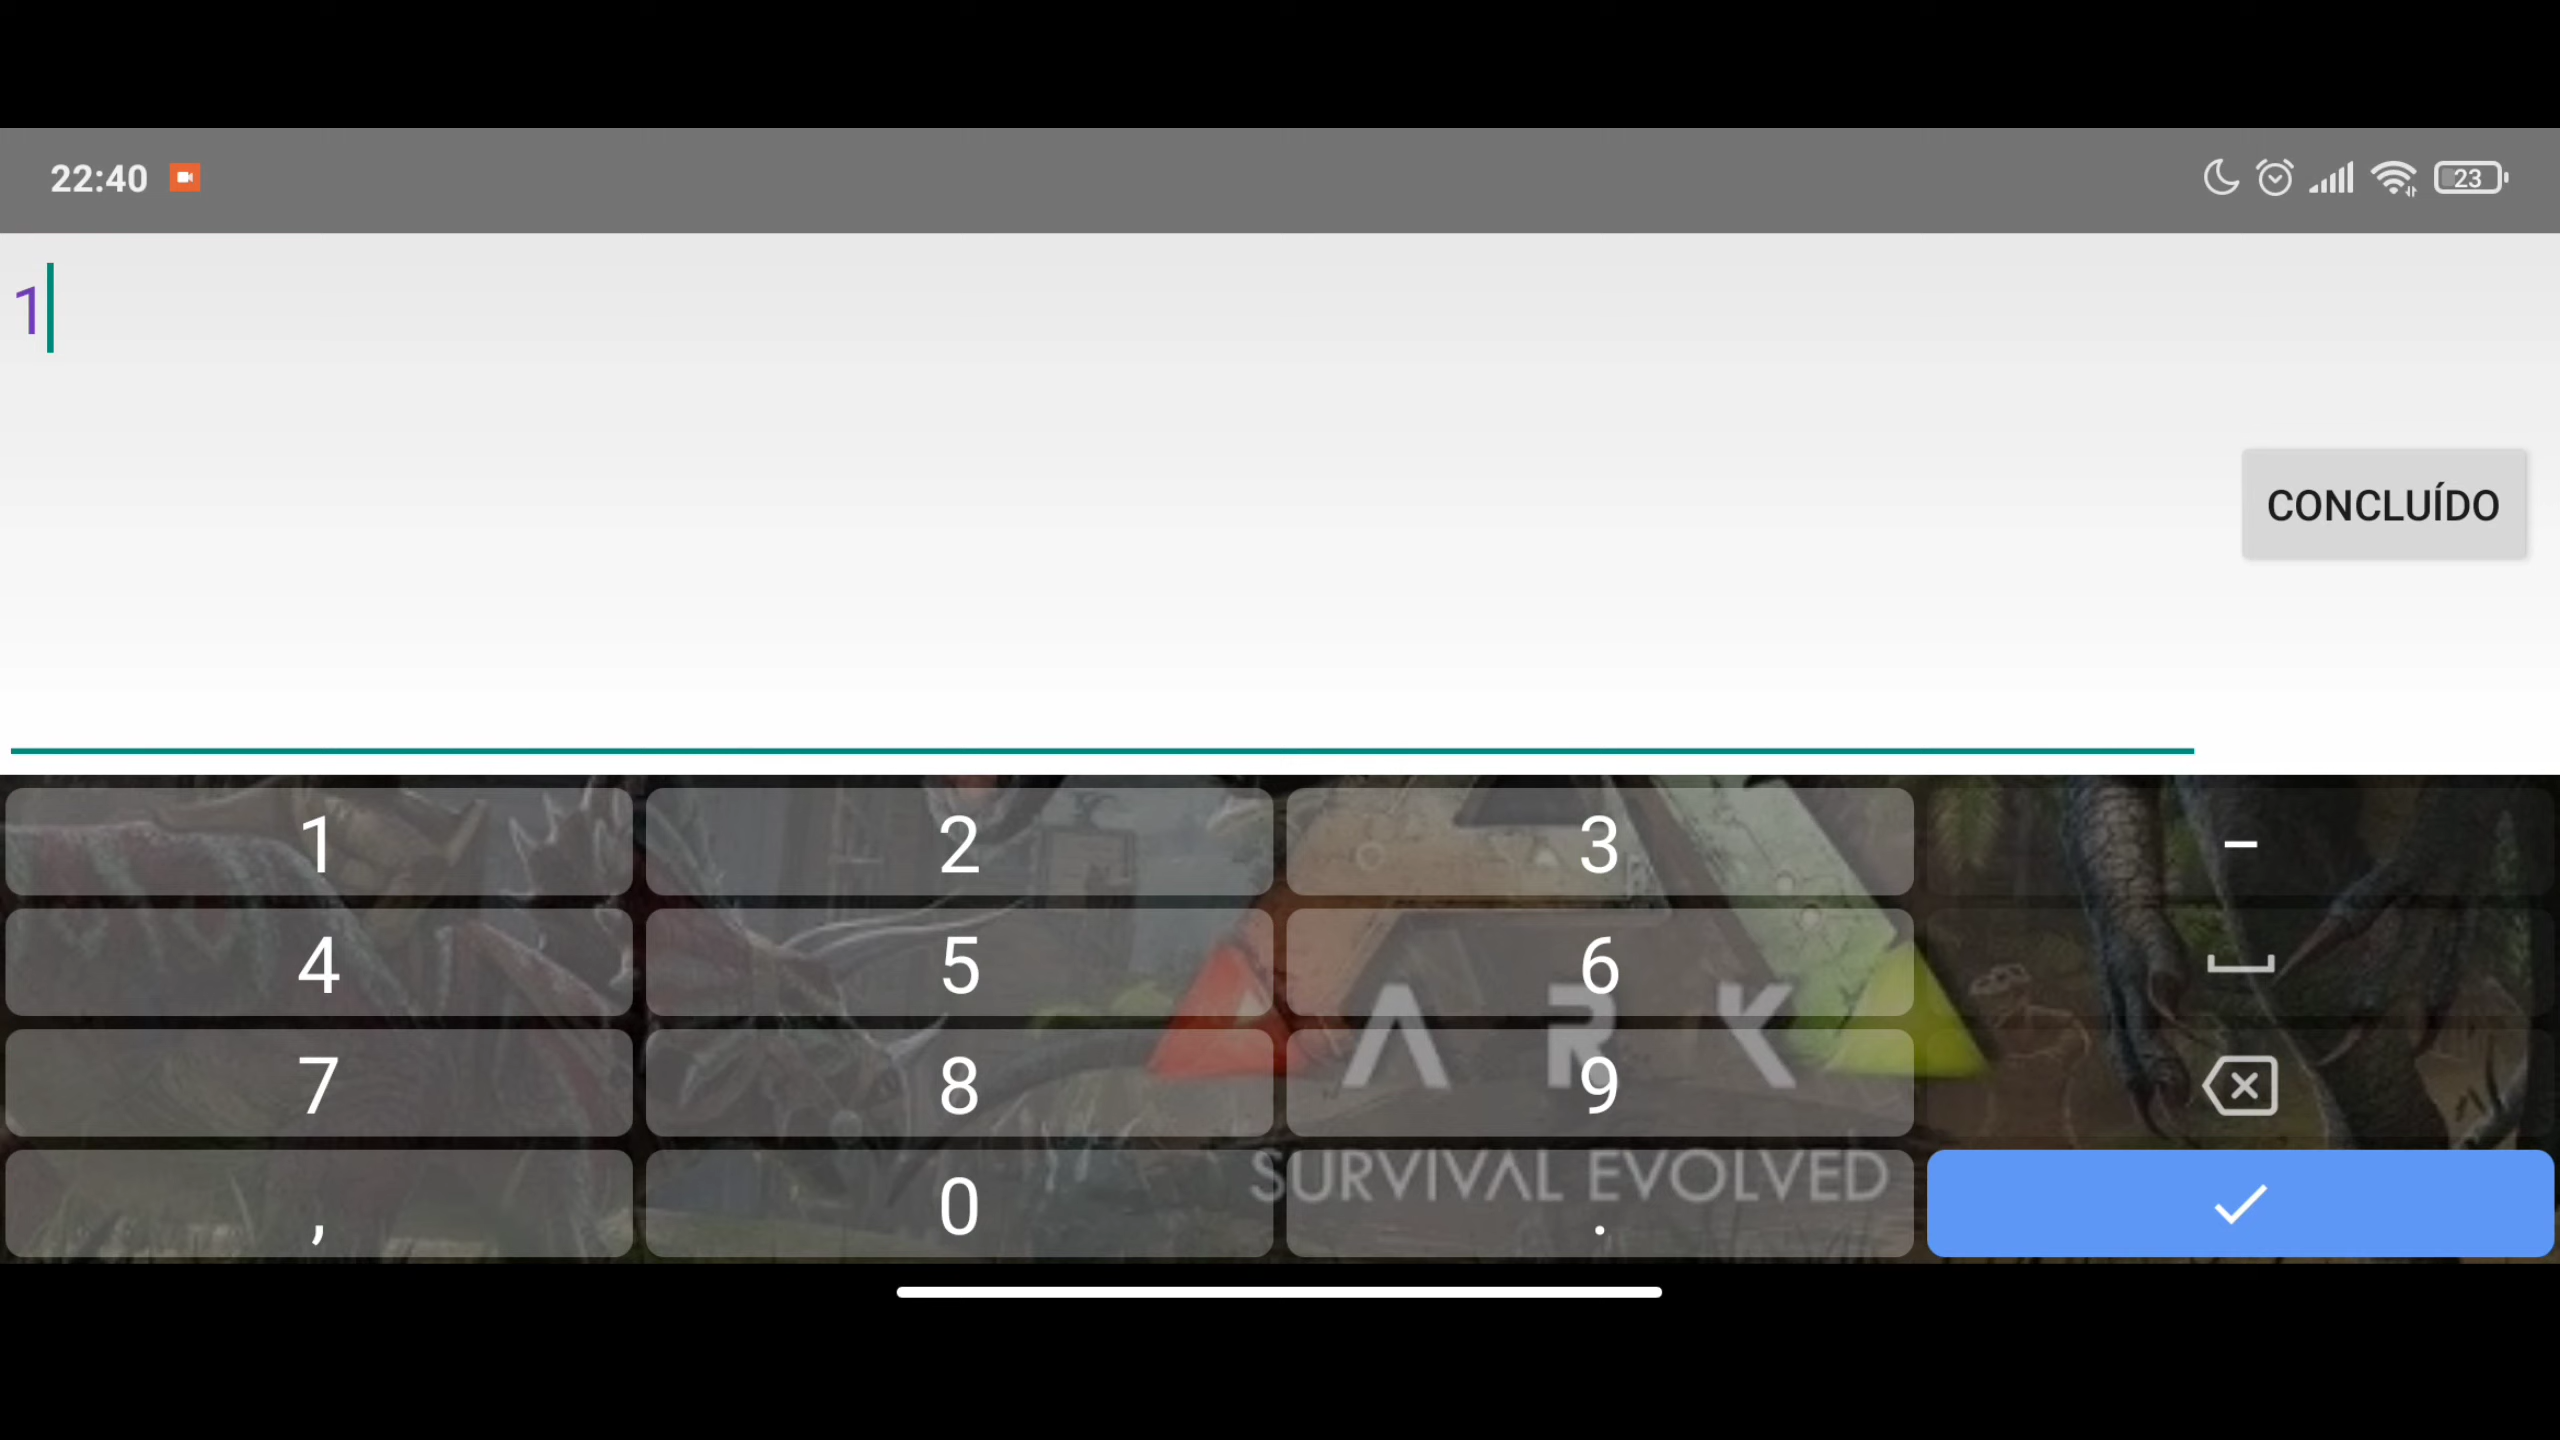 22:40 23
1
CONCLUÍDO
1 2 3 –
4 5 6
7 8 9
, 0 .
ARK
SURVIVAL EVOLVED